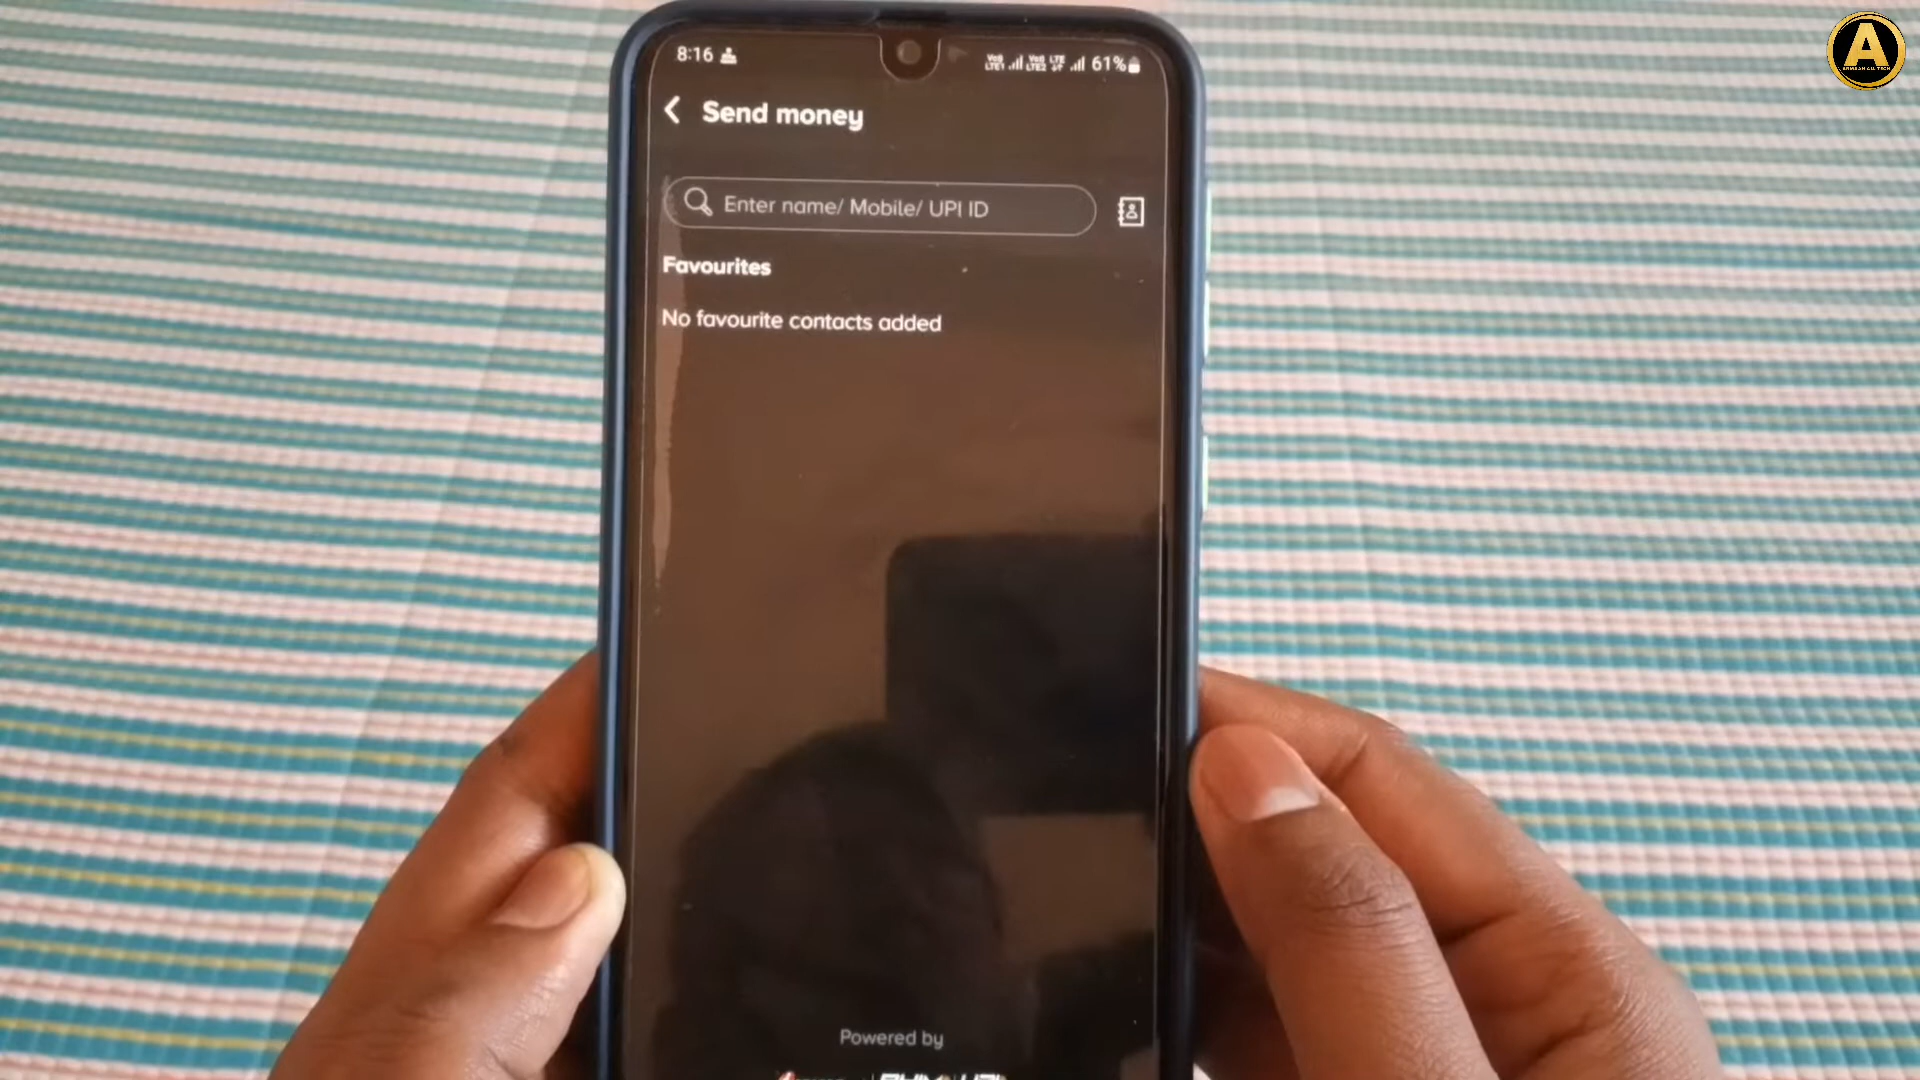 8:16
61%
Send money
Enter name/ Mobile/ UPI ID
Favourites
No favourite contacts added
Powered by